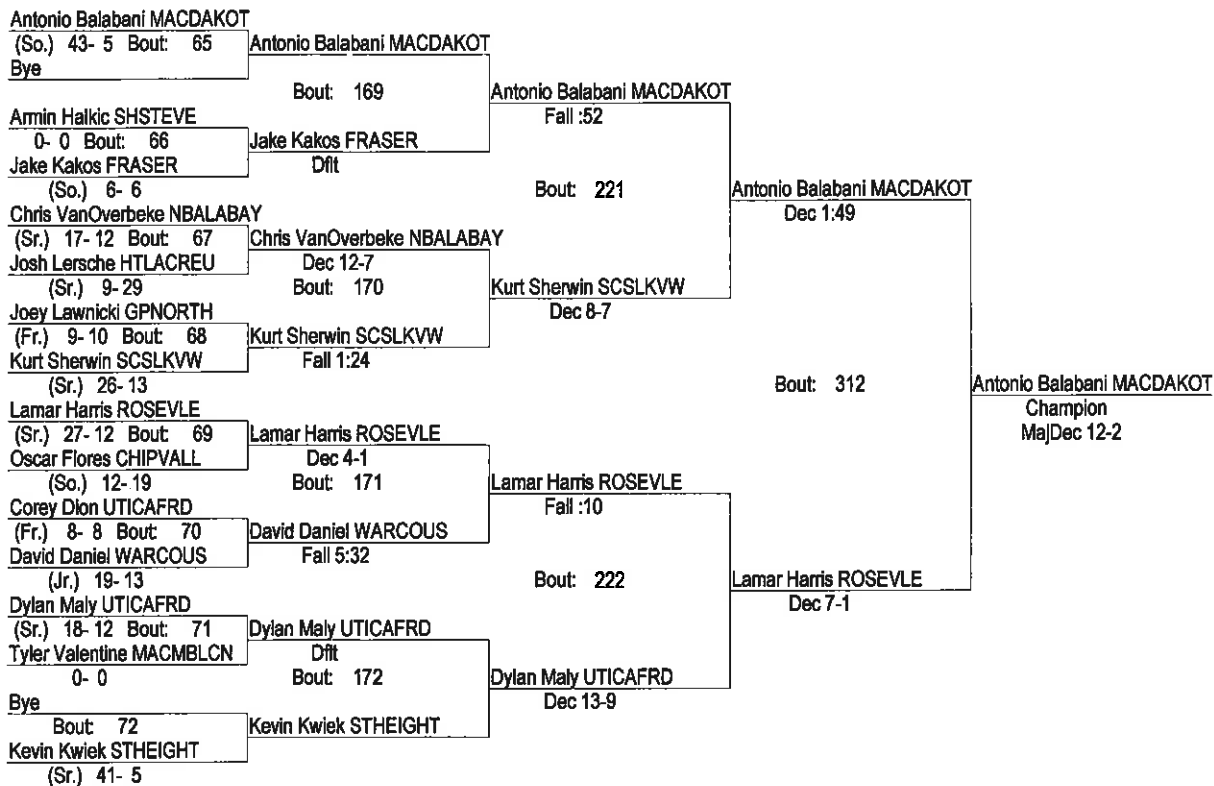 Antonio Balabani MACDAKOT
(So.) 43- 5 Bout: 65
Bye
Armin Halkic SHSTEVE
0- 0 Bout: 66
Jake Kakos FRASER
(So.) 6- 6
Chris VanOverbeke NBALABAY
(Sr.) 17- 12 Bout: 67
Josh Lersche HTLACREU
(Sr.) 9- 29
Joey Lawnicki GPNORTH
(Fr.) 9- 10 Bout: 68
Kurt Sherwin SCSLKVW
(Sr.) 26- 13
Lamar Harris ROSEVLE
(Sr.) 27- 12 Bout: 69
Oscar Flores CHIPVALL
(So.) 12- 19
Corey Dion UTICAFRD
(Fr.) 8- 8 Bout: 70
David Daniel WARCOUS
(Jr.) 19- 13
Dylan Maly UTICAFRD
(Sr.) 18- 12 Bout: 71
Tyler Valentine MACMBLCN
0- 0
Bye
Bout: 72
Kevin Kwiek STHEIGHT
(Sr.) 41- 5
Antonio Balabani MACDAKOT
Bout: 169
Jake Kakos FRASER
Dflt
Chris VanOverbeke NBALABAY
Dec 12-7
Bout: 170
Kurt Sherwin SCSLKVW
Fall 1:24
Lamar Harris ROSEVLE
Dec 4-1
Bout: 171
David Daniel WARCOUS
Fall 5:32
Dylan Maly UTICAFRD
Dflt
Bout: 172
Kevin Kwiek STHEIGHT
Antonio Balabani MACDAKOT
Fall :52
Bout: 221
Kurt Sherwin SCSLKVW
Dec 8-7
Lamar Harris ROSEVLE
Fall :10
Bout: 222
Dylan Maly UTICAFRD
Dec 13-9
Antonio Balabani MACDAKOT
Dec 1:49
Bout: 312
Lamar Harris ROSEVLE
Dec 7-1
Antonio Balabani MACDAKOT
Champion
MajDec 12-2